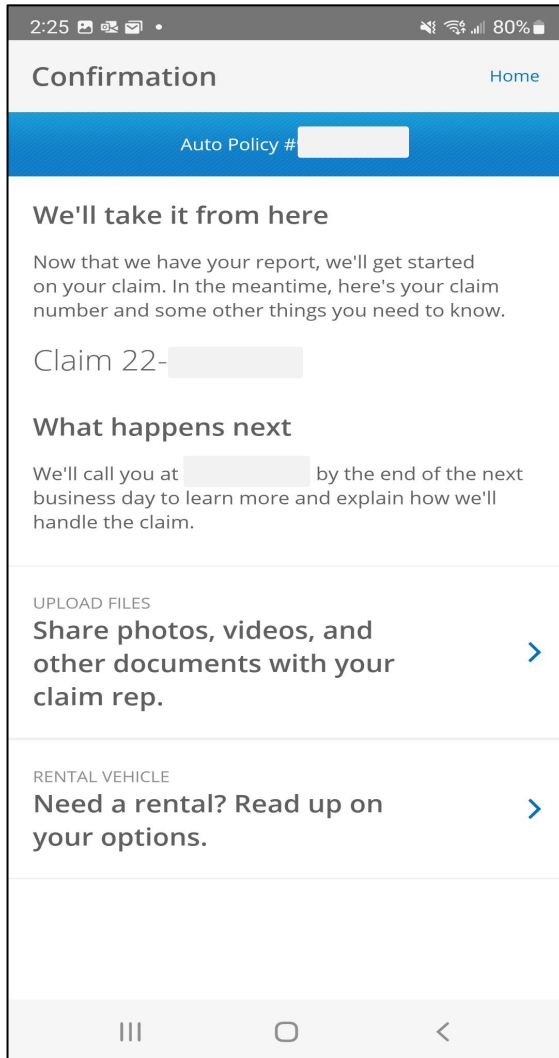 2:25 80%
Confirmation Home
Auto Policy #
We'll take it from here
Now that we have your report, we'll get started
on your claim. In the meantime, here's your claim
number and some other things you need to know.
Claim 22-
What happens next
We'll call you at by the end of the next
business day to learn more and explain how we'll
handle the claim.
UPLOAD FILES
Share photos, videos, and
other documents with your
claim rep.
RENTAL VEHICLE
Need a rental? Read up on
your options.